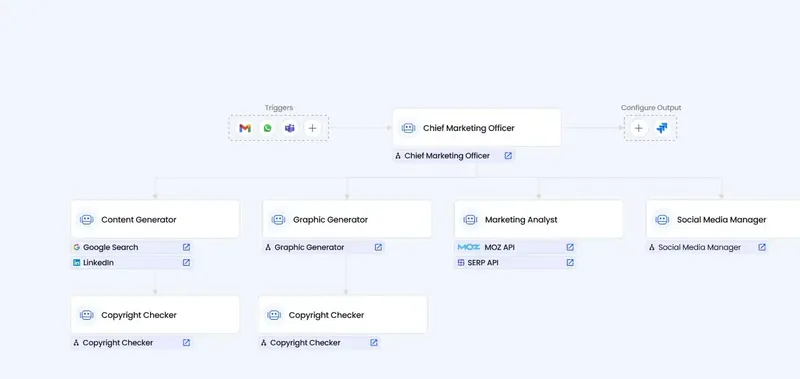 Triggers
Configure Output
Chief Marketing Officer
Chief Marketing Officer
Content Generator
Graphic Generator
Marketing Analyst
Social Media Manager
Google Search
Graphic Generator
MOZ MOZ API
Social Media Manager
LinkedIn
SERP API
Copyright Checker
Copyright Checker
Copyright Checker
Copyright Checker